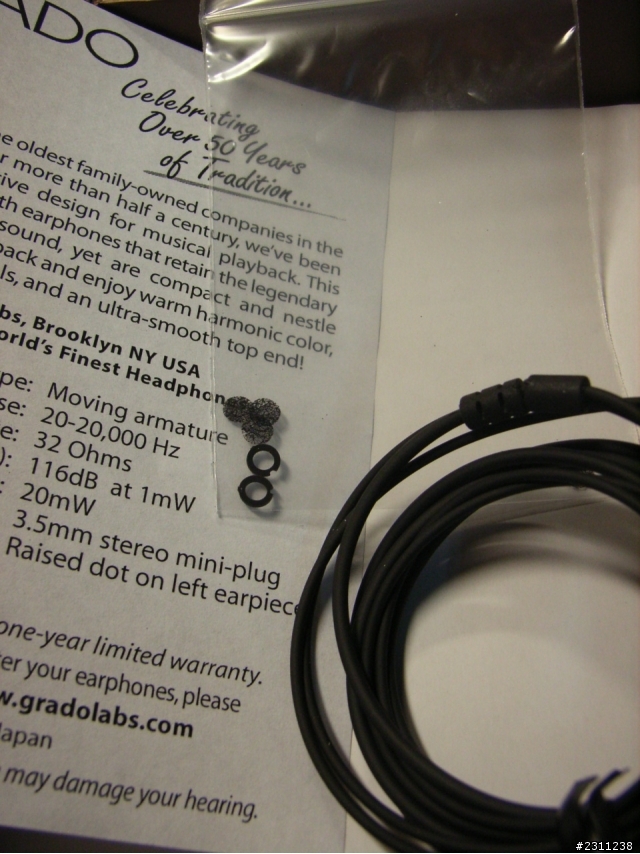 ADO
Celebrating
Over 50 Years
of Tradition...
e oldest family-owned companies in the
r more than half a century, we've been
ive design for musical playback. This
th earphones that retain the legendary
sound, yet are compact and nestle
back and enjoy warm harmonic color,
ls, and an ultra-smooth top end!
bs, Brooklyn NY USA
orld's Finest Headphon
pe: Moving armature
se: 20-20,000 Hz
e: 32 Ohms
): 116dB at 1mW
: 20mW
3.5mm stereo mini-plug
Raised dot on left earpiec
one-year limited warranty.
er your earphones, please
w.gradolabs.com
Japan
may damage your hearing.
#2311238